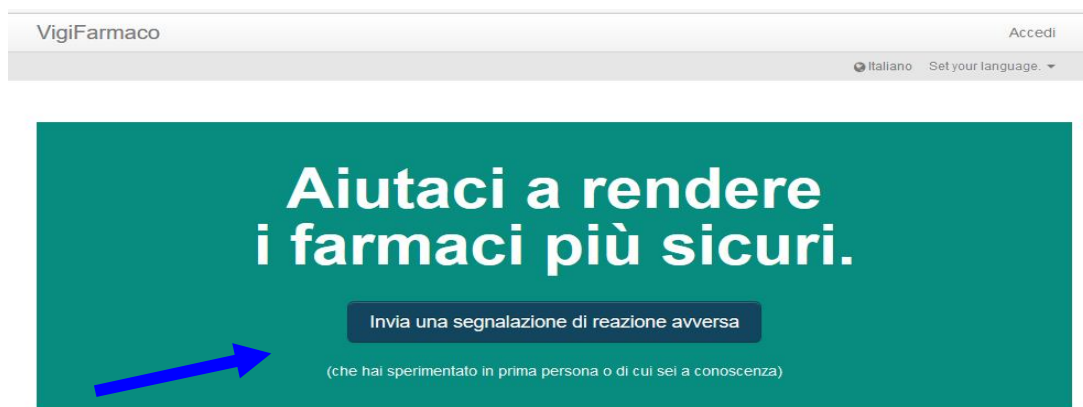 VigiFarmaco Accedi
Italiano Set your language.
Aiutaci a rendere
i farmaci più sicuri.
Invia una segnalazione di reazione avversa
(che hai sperimentato in prima persona o di cui sei a conoscenza)